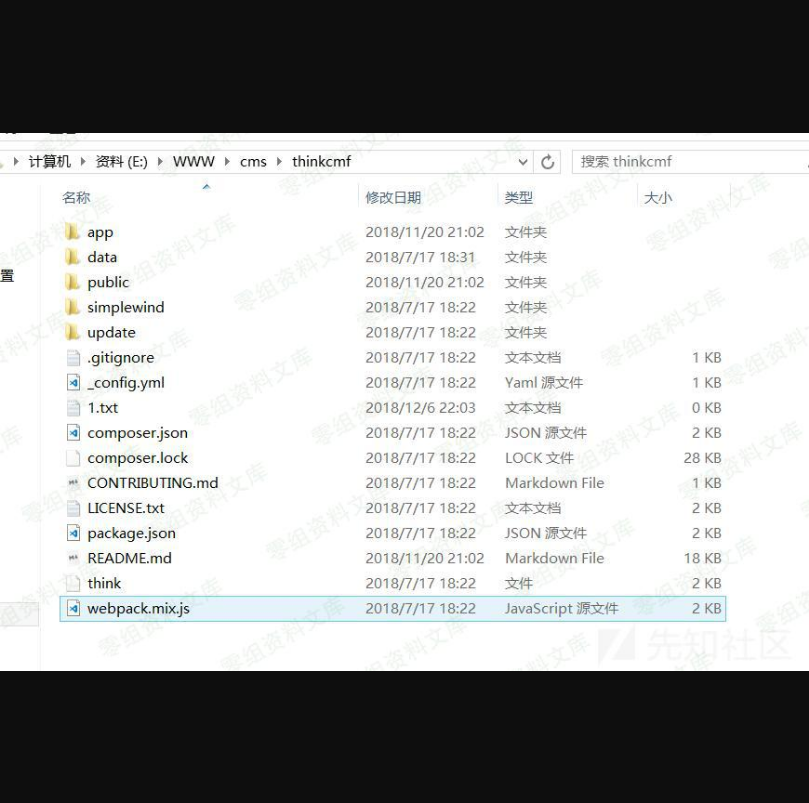 计算机 资料 (E:) WWW cms thinkcmf 搜索 thinkcmf
名称 修改日期 类型 大小
置
app 2018/11/20 21:02 文件夹
data 2018/7/17 18:31 文件夹
public 2018/11/20 21:02 文件夹
simplewind 2018/7/17 18:22 文件夹
update 2018/7/17 18:22 文件夹
.gitignore 2018/7/17 18:22 文本文档 1 KB
_config.yml 2018/7/17 18:22 Yaml 源文件 1 KB
1.txt 2018/12/6 22:03 文本文档 0 KB
composer.json 2018/7/17 18:22 JSON 源文件 2 KB
composer.lock 2018/7/17 18:22 LOCK 文件 28 KB
CONTRIBUTING.md 2018/7/17 18:22 Markdown File 1 KB
LICENSE.txt 2018/7/17 18:22 文本文档 2 KB
package.json 2018/7/17 18:22 JSON 源文件 2 KB
README.md 2018/11/20 21:02 Markdown File 18 KB
think 2018/7/17 18:22 文件 2 KB
webpack.mix.js 2018/7/17 18:22 JavaScript 源文件 2 KB
零组资料文库
先知社区